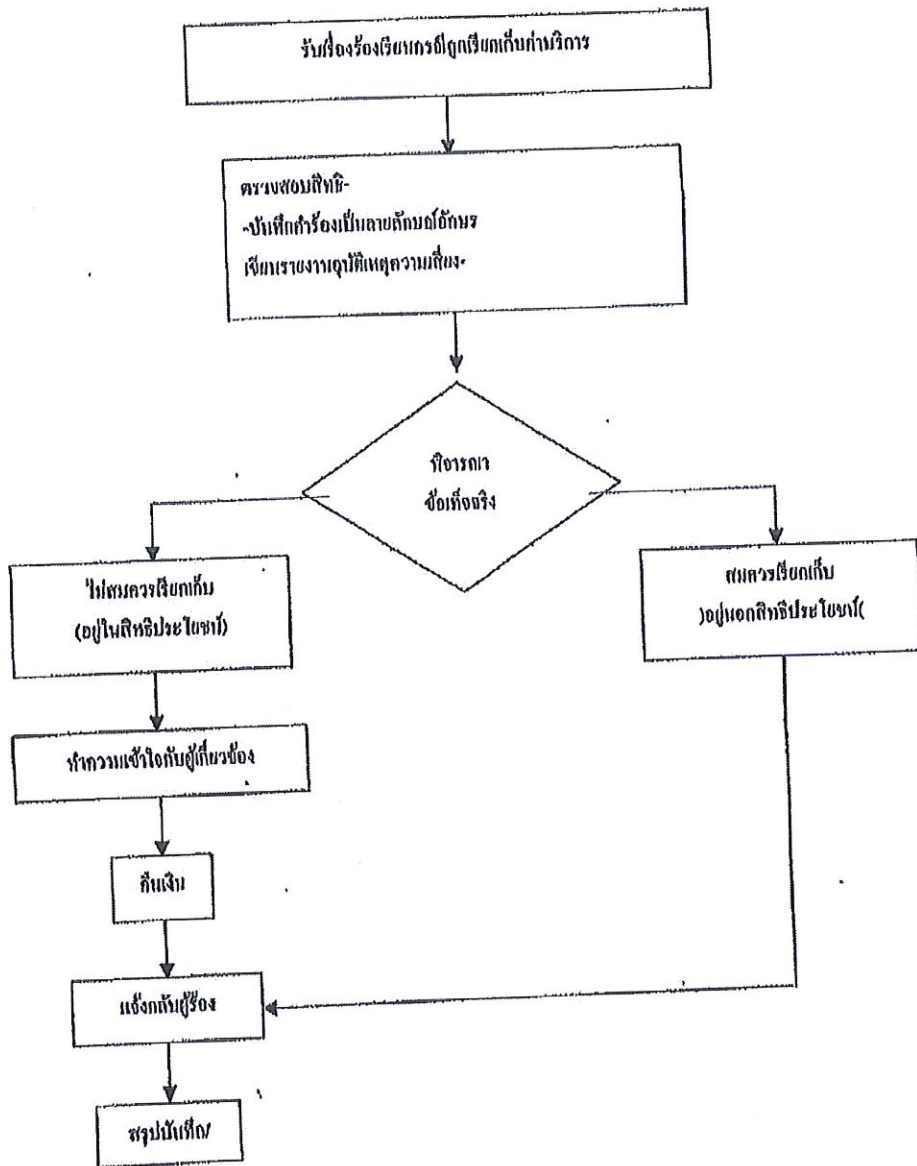 รับเรื่องร้องเรียนกรณีถูกเรียกเก็บค่าบริการ
ตรวจสอบสิทธิ-
-บันทึกคำร้องเป็นลายลักษณ์อักษร
เขียนรายงานอุบัติเหตุความเสี่ยง-
พิจารณา
ข้อเท็จจริง
ไม่สมควรเรียกเก็บ
(อยู่ในสิทธิประโยชน์)
สมควรเรียกเก็บ
)อยู่นอกสิทธิประโยชน์(
ทำความเข้าใจกับผู้เกี่ยวข้อง
คืนเงิน
แจ้งกลับผู้ร้อง
สรุปบันทึก/